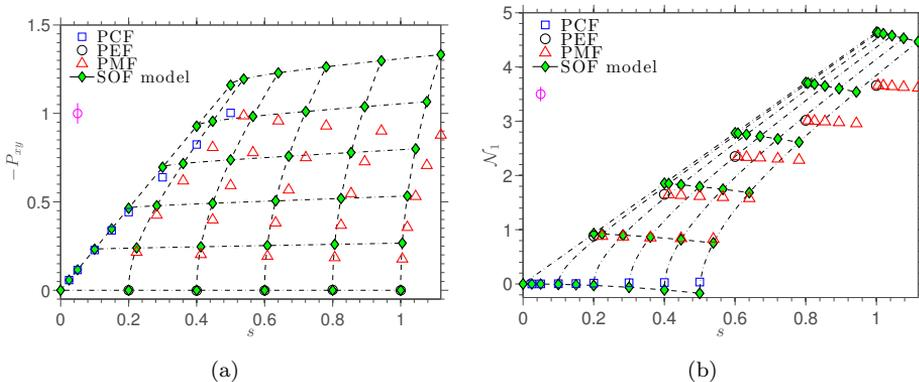 1.5
1
0.5
0
−P_xy
0 0.2 0.4 0.6 0.8 1
s
PCF
PEF
PMF
SOF model
(a)
5
4
3
2
1
0
𝒩₁
0 0.2 0.4 0.6 0.8 1
s
PCF
PEF
PMF
SOF model
(b)